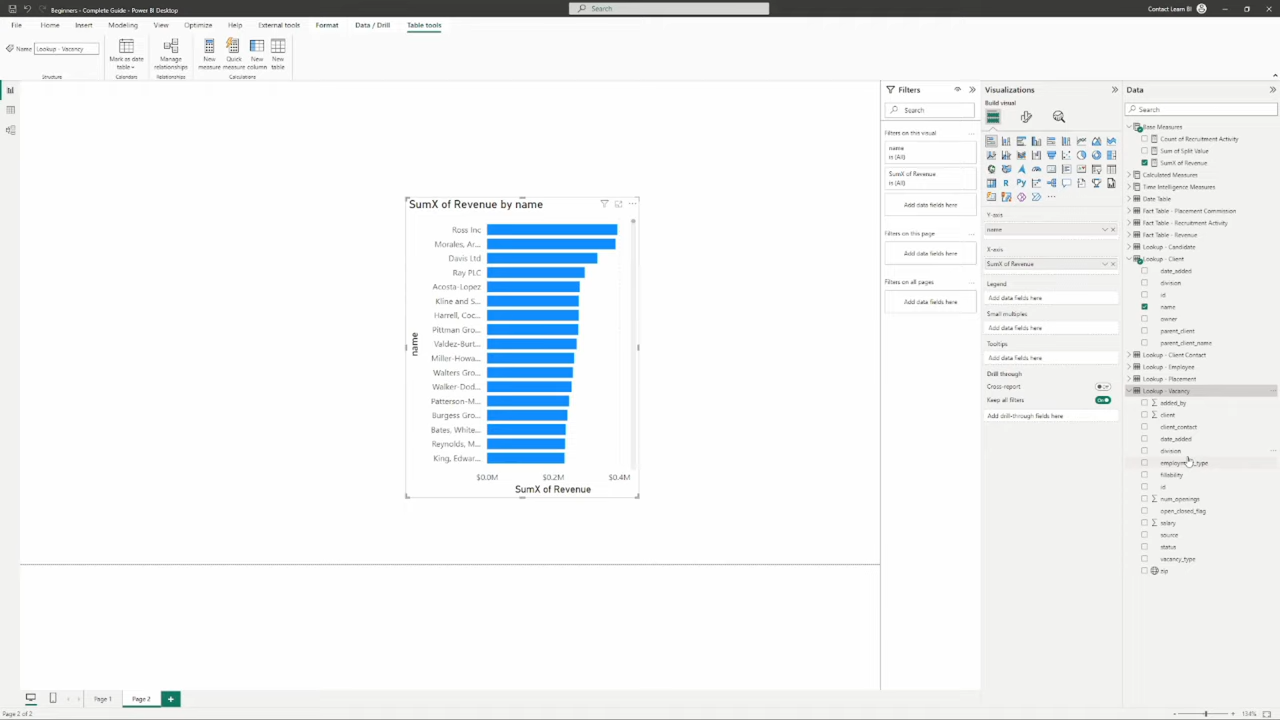 Beginners - Complete Guide - Power BI Desktop
Search
Contact Learn BI
File Home Insert Modeling View Optimize Help External tools Format Data / Drill Table tools
Name Lookup - Vacancy
Mark as date table
Manage relationships
New measure
Quick measure
New column
New table
Structure Calendars Relationships Calculations
Filters
Search
Filters on this visual
name
is (All)
SumX of Revenue
is (All)
Add data fields here
Filters on this page
Add data fields here
Filters on all pages
Add data fields here
Visualizations
Build visual
Y-axis
name
X-axis
SumX of Revenue
Legend
Add data fields here
Small multiples
Add data fields here
Tooltips
Add data fields here
Drill through
Cross-report
Off
Keep all filters
On
Add drill-through fields here
Data
Search
Base Measures
Count of Recruitment Activity
Sum of Split Value
SumX of Revenue
Calculated Measures
Time Intelligence Measures
Date Table
Fact Table - Placement Commission
Fact Table - Recruitment Activity
Fact Table - Revenue
Lookup - Candidate
Lookup - Client
date_added
division
id
name
owner
parent_client
parent_client_name
Lookup - Client Contact
Lookup - Employee
Lookup - Placement
Lookup - Vacancy
added_by
client
client_contact
date_added
division
employment_type
fillability
id
num_openings
open_closed_flag
salary
source
status
vacancy_type
zip
SumX of Revenue by name
name
Ross Inc
Morales, Ar...
Davis Ltd
Ray PLC
Acosta-Lopez
Kline and S...
Harrell, Coc...
Pittman Gro...
Valdez-Burt...
Miller-Howa...
Walters Gro...
Walker-Dod...
Patterson-M...
Burgess Gro...
Bates, White...
Reynolds, M...
King, Edwar...
$0.0M $0.2M $0.4M
SumX of Revenue
Page 1 Page 2
Page 2 of 2
134%